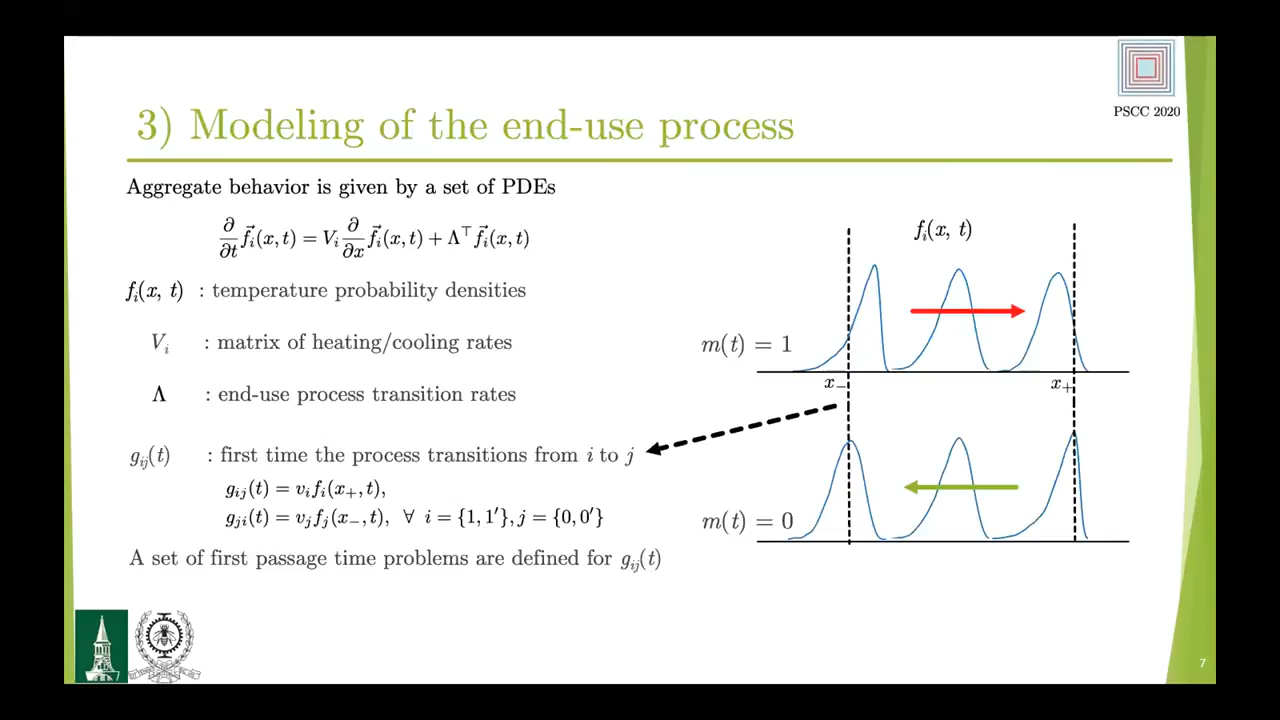 PSCC 2020
3) Modeling of the end-use process
Aggregate behavior is given by a set of PDEs
∂/∂t f⃗ᵢ(x, t) = Vᵢ ∂/∂x f⃗ᵢ(x, t) + Λ⊤ f⃗ᵢ(x, t)
fᵢ(x, t) : temperature probability densities
Vᵢ : matrix of heating/cooling rates
Λ : end-use process transition rates
gᵢⱼ(t) : first time the process transitions from i to j
gᵢⱼ(t) = vᵢfᵢ(x₊, t),
gⱼᵢ(t) = vⱼfⱼ(x₋, t), ∀ i = {1, 1′}, j = {0, 0′}
A set of first passage time problems are defined for gᵢⱼ(t)
fᵢ(x, t)
m(t) = 1
x₋ x₊
m(t) = 0
7